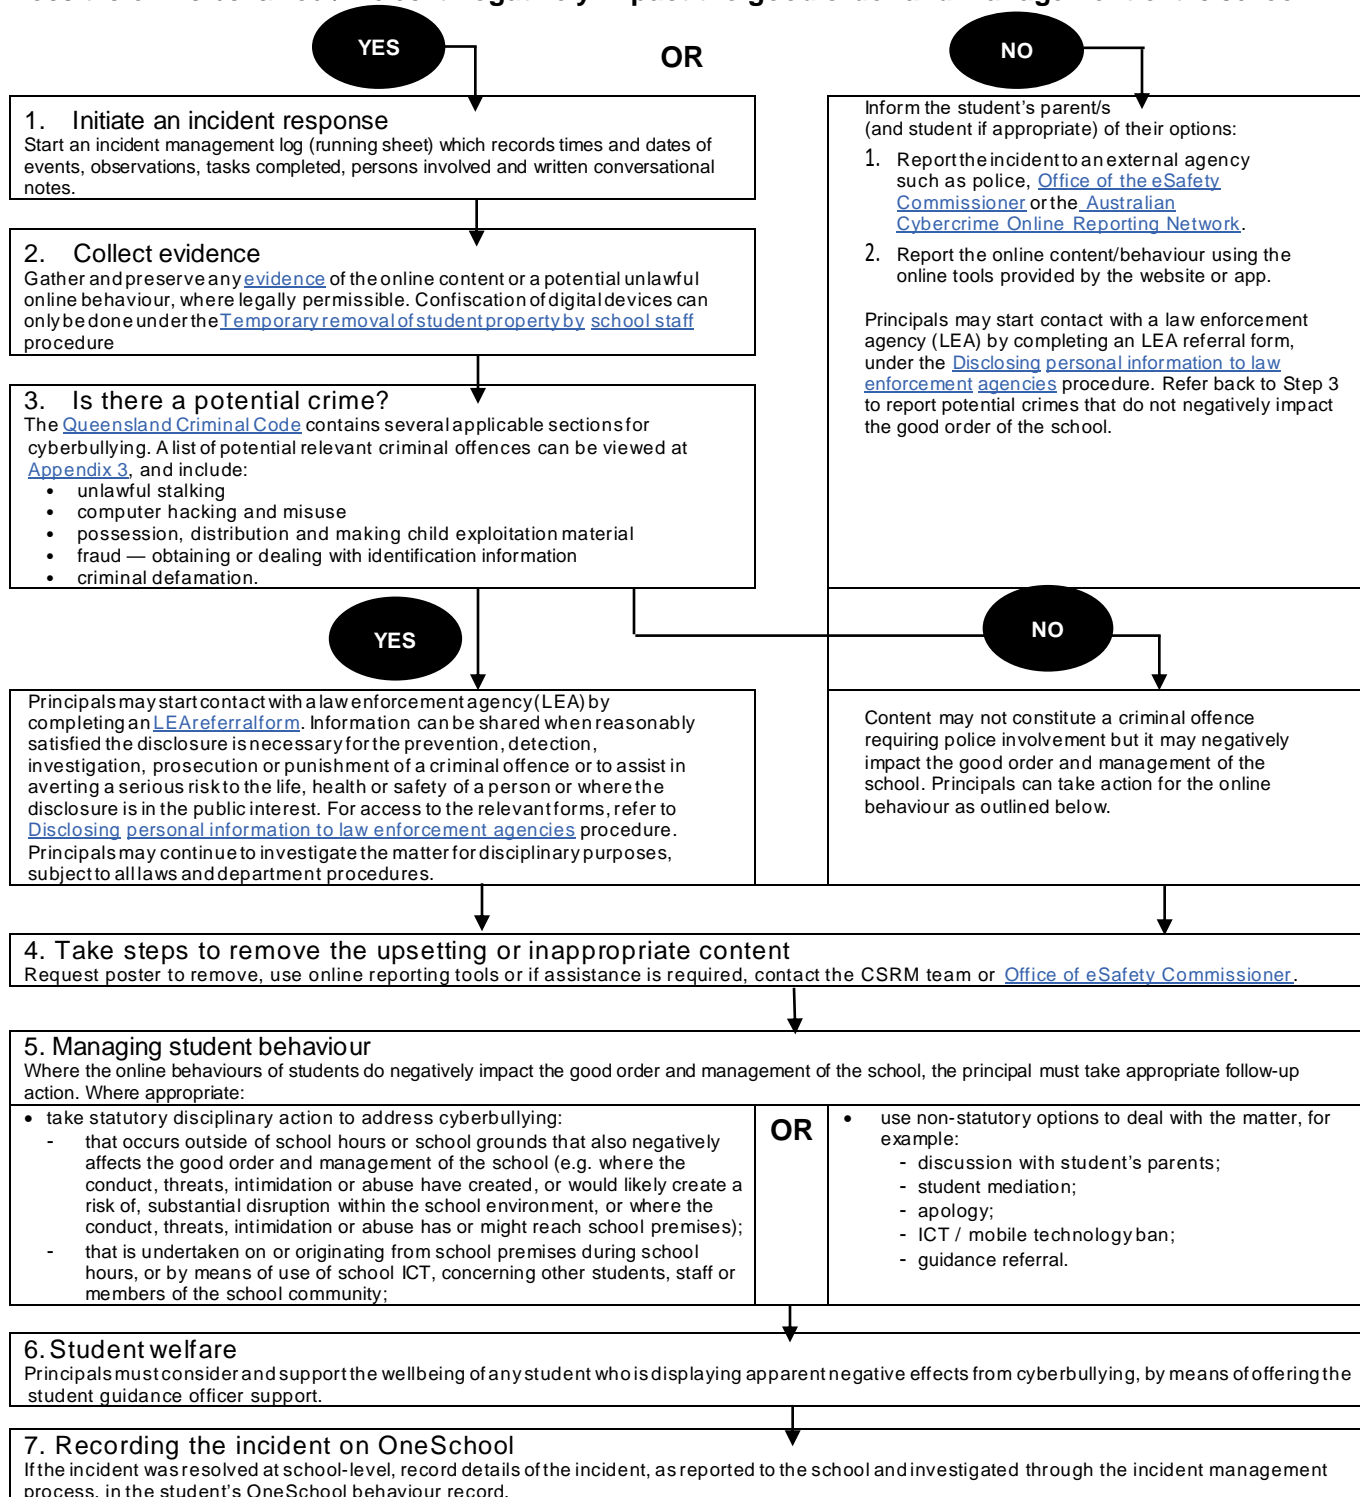 YES
OR
NO
1. Initiate an incident response
Start an incident management log (running sheet) which records times and dates of
events, observations, tasks completed, persons involved and written conversational
notes.
Inform the student's parent/s
(and student if appropriate) of their options:
1. Report the incident to an external agency
such as police, Office of the eSafety
Commissioner or the Australian
Cybercrime Online Reporting Network.
2. Report the online content/behaviour using the
online tools provided by the website or app.
Principals may start contact with a law enforcement
agency (LEA) by completing an LEA referral form,
under the Disclosing personal information to law
enforcement agencies procedure. Refer back to Step 3
to report potential crimes that do not negatively impact
the good order of the school.
2. Collect evidence
Gather and preserve any evidence of the online content or a potential unlawful
online behaviour, where legally permissible. Confiscation of digital devices can
only be done under the Temporary removal of student property by school staff
procedure
3. Is there a potential crime?
The Queensland Criminal Code contains several applicable sections for
cyberbullying. A list of potential relevant criminal offences can be viewed at
Appendix 3, and include:
• unlawful stalking
• computer hacking and misuse
• possession, distribution and making child exploitation material
• fraud — obtaining or dealing with identification information
• criminal defamation.
YES
NO
Principals may start contact with a law enforcement agency (LEA) by
completing an LEA referral form. Information can be shared when reasonably
satisfied the disclosure is necessary for the prevention, detection,
investigation, prosecution or punishment of a criminal offence or to assist in
averting a serious risk to the life, health or safety of a person or where the
disclosure is in the public interest. For access to the relevant forms, refer to
Disclosing personal information to law enforcement agencies procedure.
Principals may continue to investigate the matter for disciplinary purposes,
subject to all laws and department procedures.
Content may not constitute a criminal offence
requiring police involvement but it may negatively
impact the good order and management of the
school. Principals can take action for the online
behaviour as outlined below.
4. Take steps to remove the upsetting or inappropriate content
Request poster to remove, use online reporting tools or if assistance is required, contact the CSRM team or Office of eSafety Commissioner.
5. Managing student behaviour
Where the online behaviours of students do negatively impact the good order and management of the school, the principal must take appropriate follow-up
action. Where appropriate:
• take statutory disciplinary action to address cyberbullying:
- that occurs outside of school hours or school grounds that also negatively
affects the good order and management of the school (e.g. where the
conduct, threats, intimidation or abuse have created, or would likely create a
risk of, substantial disruption within the school environment, or where the
conduct, threats, intimidation or abuse has or might reach school premises);
- that is undertaken on or originating from school premises during school
hours, or by means of use of school ICT, concerning other students, staff or
members of the school community;
OR
• use non-statutory options to deal with the matter, for
example:
- discussion with student's parents;
- student mediation;
- apology;
- ICT / mobile technology ban;
- guidance referral.
6. Student welfare
Principals must consider and support the wellbeing of any student who is displaying apparent negative effects from cyberbullying, by means of offering the
student guidance officer support.
7. Recording the incident on OneSchool
If the incident was resolved at school-level, record details of the incident, as reported to the school and investigated through the incident management
process, in the student's OneSchool behaviour record.